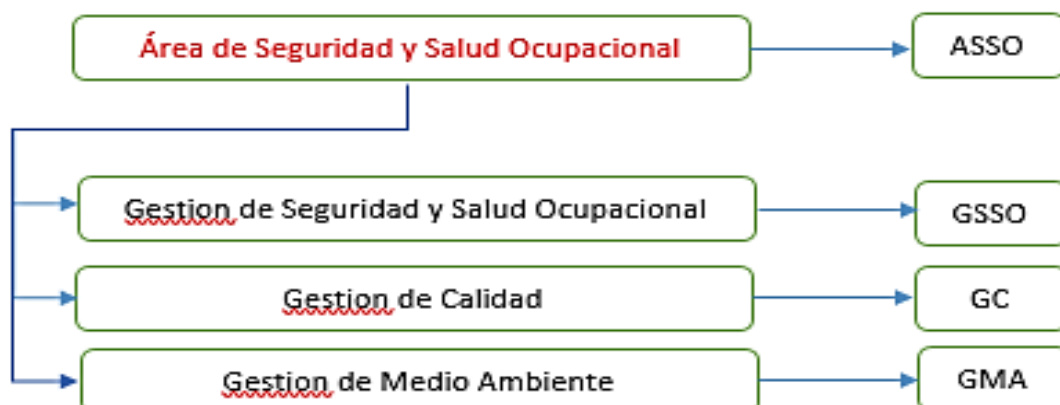 Área de Seguridad y Salud Ocupacional
ASSO
Gestion de Seguridad y Salud Ocupacional
GSSO
Gestion de Calidad
GC
Gestion de Medio Ambiente
GMA